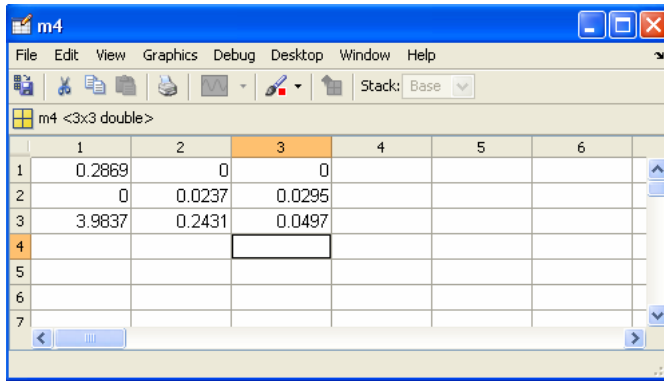 m4
File Edit View Graphics Debug Desktop Window Help
Stack: Base
m4 <3x3 double>
1 2 3 4 5 6
1 0.2869 0 0
2 0 0.0237 0.0295
3 3.9837 0.2431 0.0497
4
5
6
7